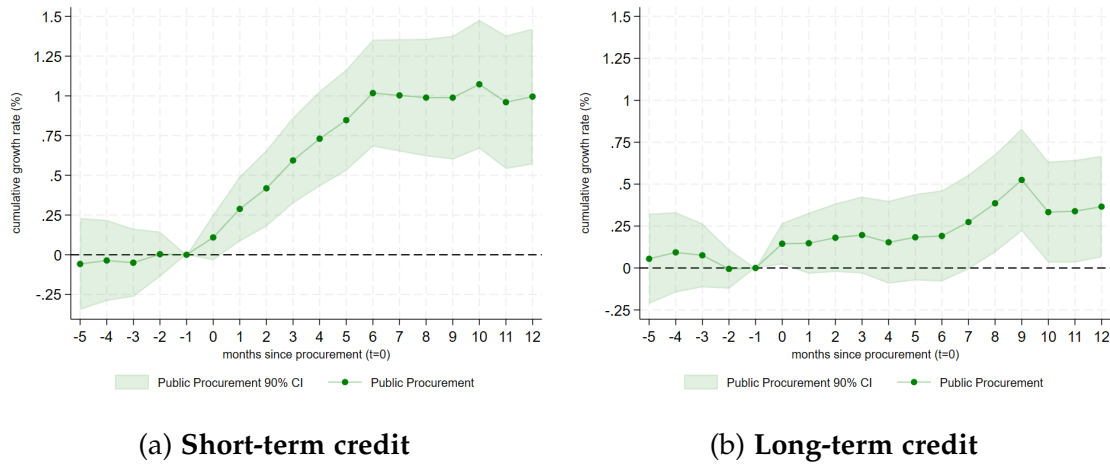 1.5
1.25
1
.75
.5
.25
0
-.25
cumulative growth rate (%)
-5 -4 -3 -2 -1 0 1 2 3 4 5 6 7 8 9 10 11 12
months since procurement (t=0)
Public Procurement 90% CI Public Procurement
(a) Short-term credit
1.5
1.25
1
.75
.5
.25
0
-.25
cumulative growth rate (%)
-5 -4 -3 -2 -1 0 1 2 3 4 5 6 7 8 9 10 11 12
months since procurement (t=0)
Public Procurement 90% CI Public Procurement
(b) Long-term credit